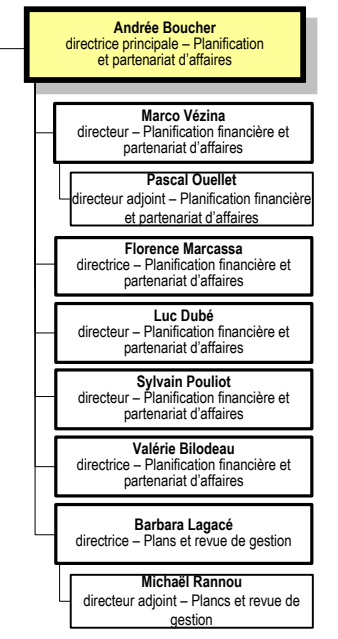 Andrée Boucher
directrice principale – Planification
et partenariat d'affaires
Marco Vézina
directeur – Planification financière et
partenariat d'affaires
Pascal Ouellet
directeur adjoint – Planification financière
et partenariat d'affaires
Florence Marcassa
directrice – Planification financière et
partenariat d'affaires
Luc Dubé
directeur – Planification financière et
partenariat d'affaires
Sylvain Pouliot
directeur – Planification financière et
partenariat d'affaires
Valérie Bilodeau
directrice – Planification financière et
partenariat d'affaires
Barbara Lagacé
directrice – Plans et revue de gestion
Michaël Rannou
directeur adjoint – Plancs et revue de
gestion